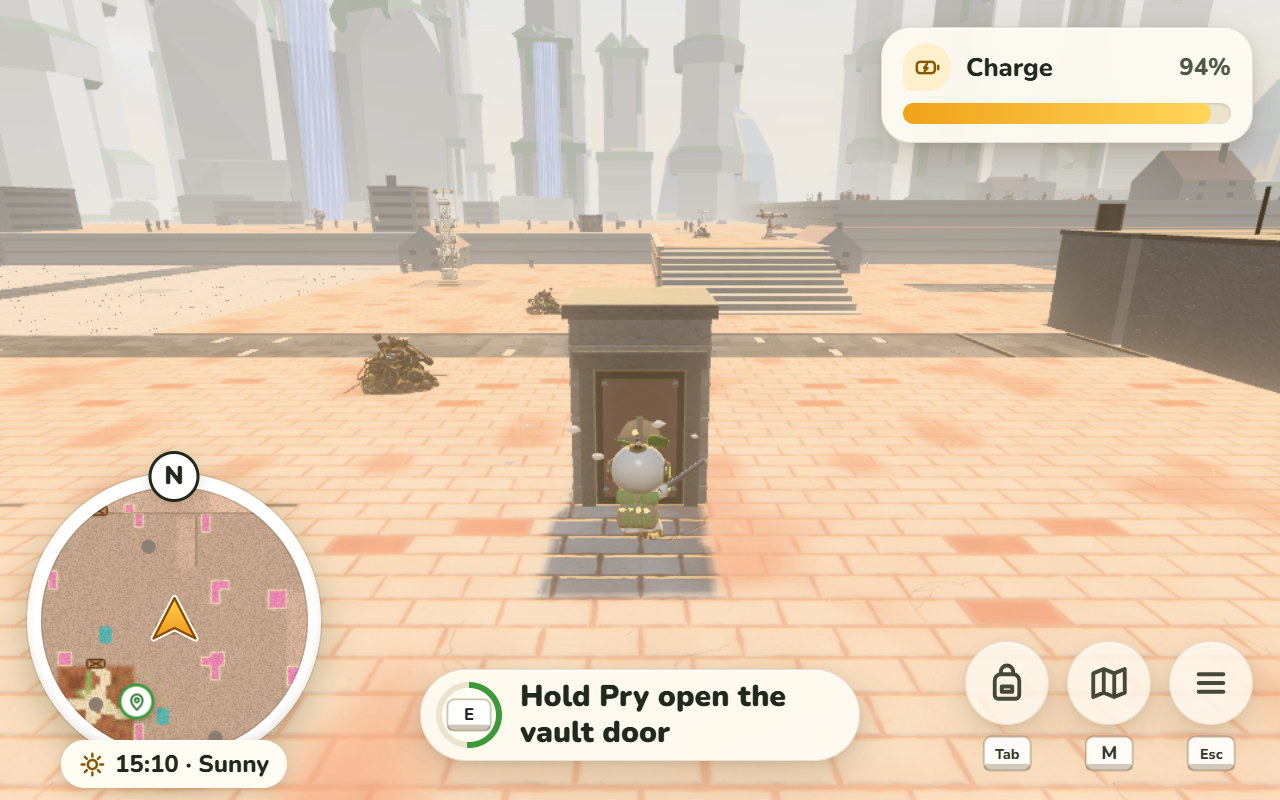 Charge 94%
N
E
Hold Pry open the
vault door
15:10 · Sunny
Tab
M
Esc